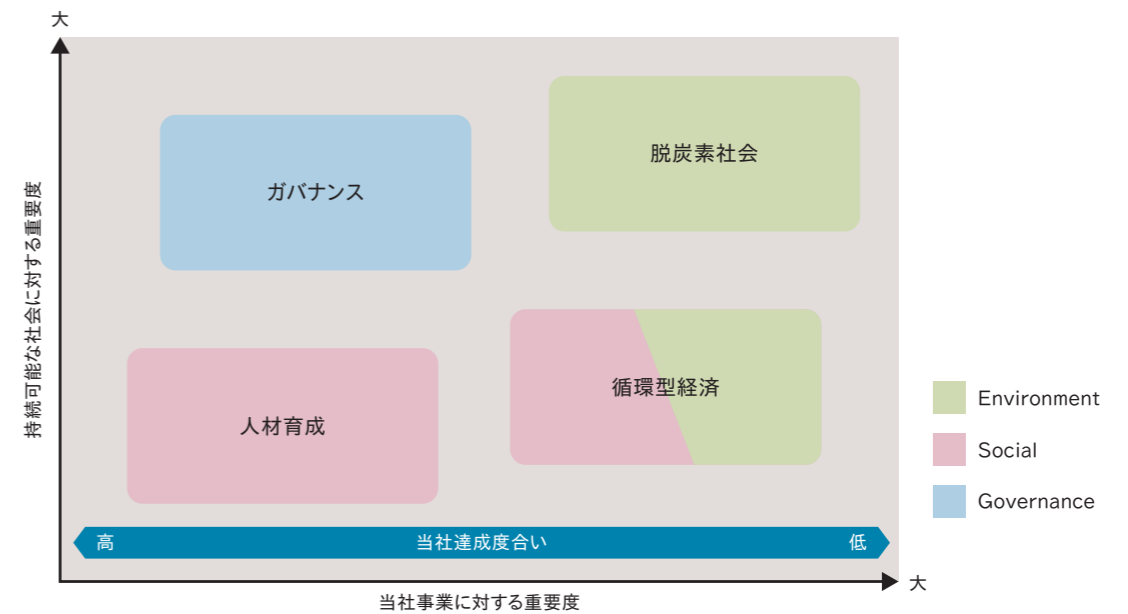 大
持続可能な社会に対する重要度
ガバナンス
脱炭素社会
人材育成
循環型経済
高
当社達成度合い
低
当社事業に対する重要度
大
Environment
Social
Governance